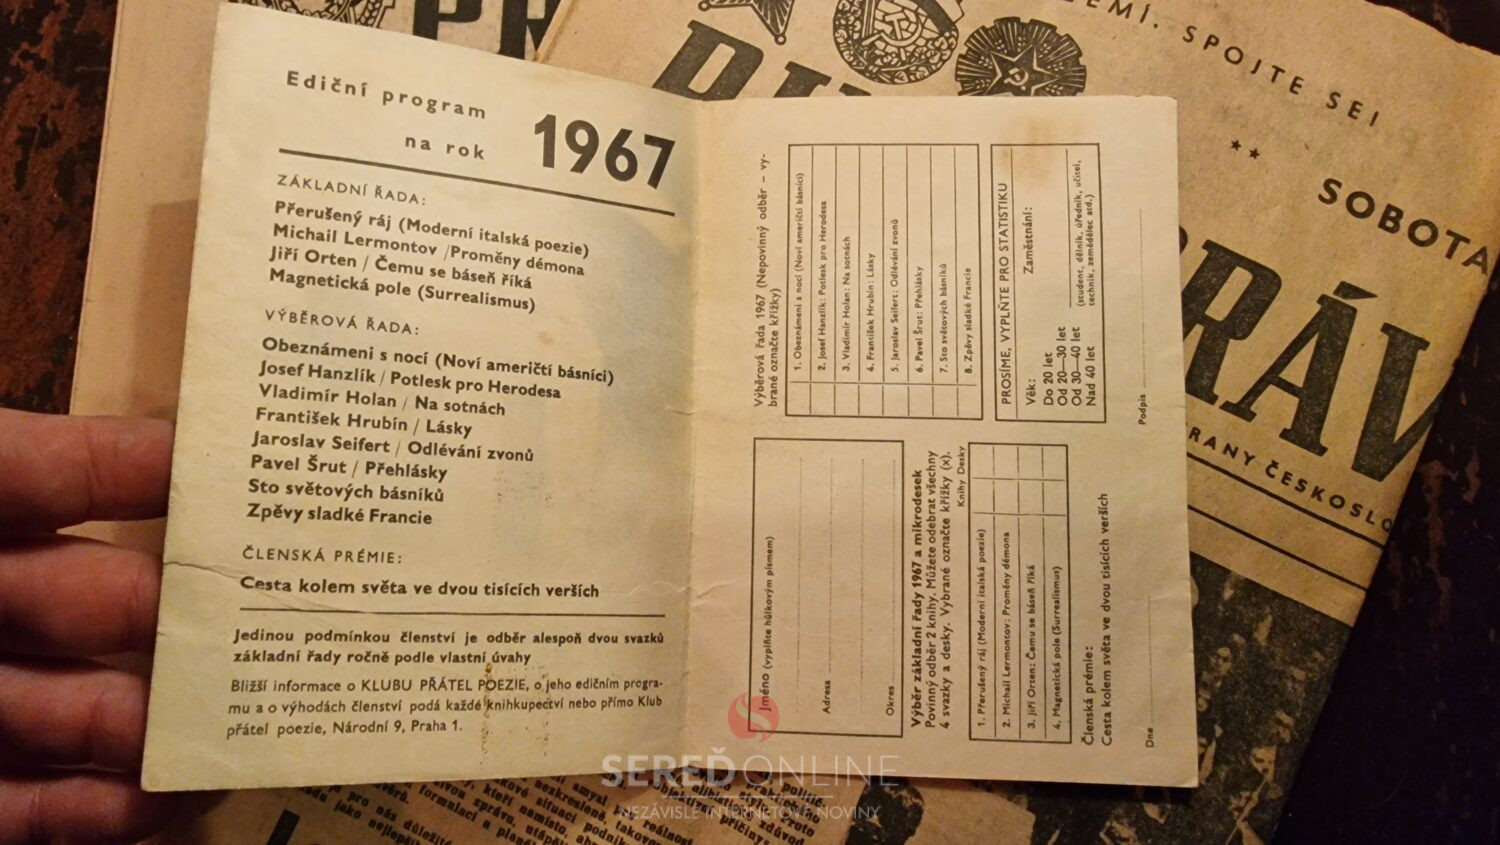 Ediční program
na rok 1967
ZÁKLADNÍ ŘADA:
Přerušený ráj (Moderní italská poezie)
Michail Lermontov /Proměny démona
Jiří Orten / Čemu se báseň říká
Magnetická pole (Surrealismus)
VÝBĚROVÁ ŘADA:
Obeznámeni s nocí (Noví američtí básníci)
Josef Hanzlík / Potlesk pro Herodesa
Vladimír Holan / Na sotnách
František Hrubín / Lásky
Jaroslav Seifert / Odlévání zvonů
Pavel Šrut / Přehlásky
Sto světových básníků
Zpěvy sladké Francie
ČLENSKÁ PRÉMIE:
Cesta kolem světa ve dvou tisících verších
Jedinou podmínkou členství je odběr alespoň dvou svazků
základní řady ročně podle vlastní úvahy
Bližší informace o KLUBU PŘÁTEL POEZIE, o jeho edičním progra-
mu a o výhodách členství podá každé knihkupectví nebo přímo Klub
přátel poezie, Národní 9, Praha 1.
Jméno (vyplňte hůlkovým písmem)
Adresa
Okres
Výběr základní řady 1967 a mikrodesek
Povinný odběr 2 knihy. Můžete odebrat všechny
4 svazky a desky. Vybrané označte křížky (x).
Knihy Desky
1. Přerušený ráj (Moderní italská poezie)
2. Michail Lermontov: Proměny démona
3. Jiří Orten: Čemu se báseň říká
4. Magnetická pole (Surrealismus)
Členská prémie:
Cesta kolem světa ve dvou tisících verších
Dne
Podpis
Výběrová řada 1967 (Nepovinný odběr – vy-
brané označte křížky)
1. Obeznámeni s nocí (Noví američtí básníci)
2. Josef Hanzlík: Potlesk pro Herodesa
3. Vladimír Holan: Na sotnách
4. František Hrubín: Lásky
5. Jaroslav Seifert: Odlévání zvonů
6. Pavel Šrut: Přehlásky
7. Sto světových básníků
8. Zpěvy sladké Francie
PROSÍME, VYPLŇTE PRO STATISTIKU
Věk: Zaměstnání:
Do 20 let
Od 20—30 let
Od 30—40 let
Nad 40 let
(student, dělník, úředník, učitel,
technik, zemědělec atd.)
ZEMÍ, SPOJTE SE!
SOBOTA
RÁV
STRANY ČESKOSLO
SEREĎ ONLINE
NEZÁVISLÉ INTERNETOVÉ NOVINY